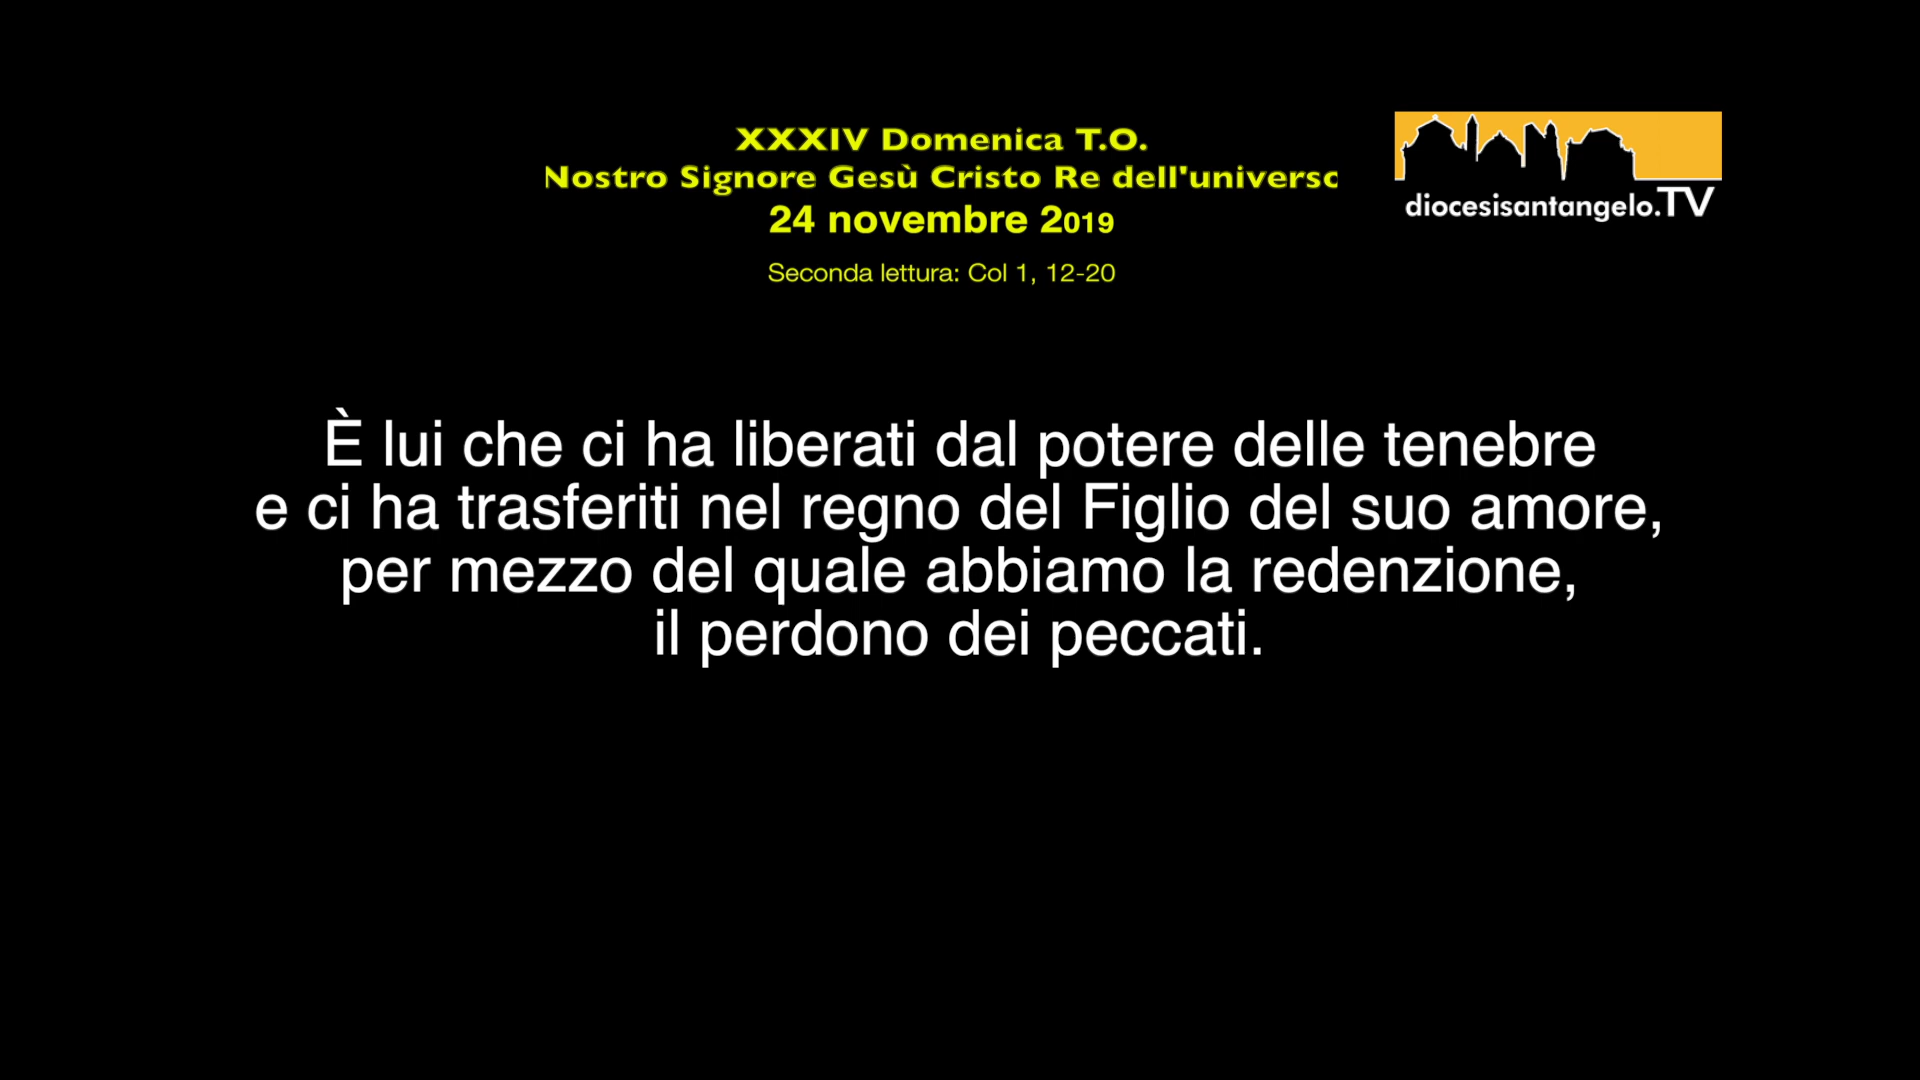 XXXIV Domenica T.O.
Nostro Signore Gesù Cristo Re dell'universo
24 novembre 2019
Seconda lettura: Col 1, 12-20
diocesisantangelo.TV
È lui che ci ha liberati dal potere delle tenebre
e ci ha trasferiti nel regno del Figlio del suo amore,
per mezzo del quale abbiamo la redenzione,
il perdono dei peccati.